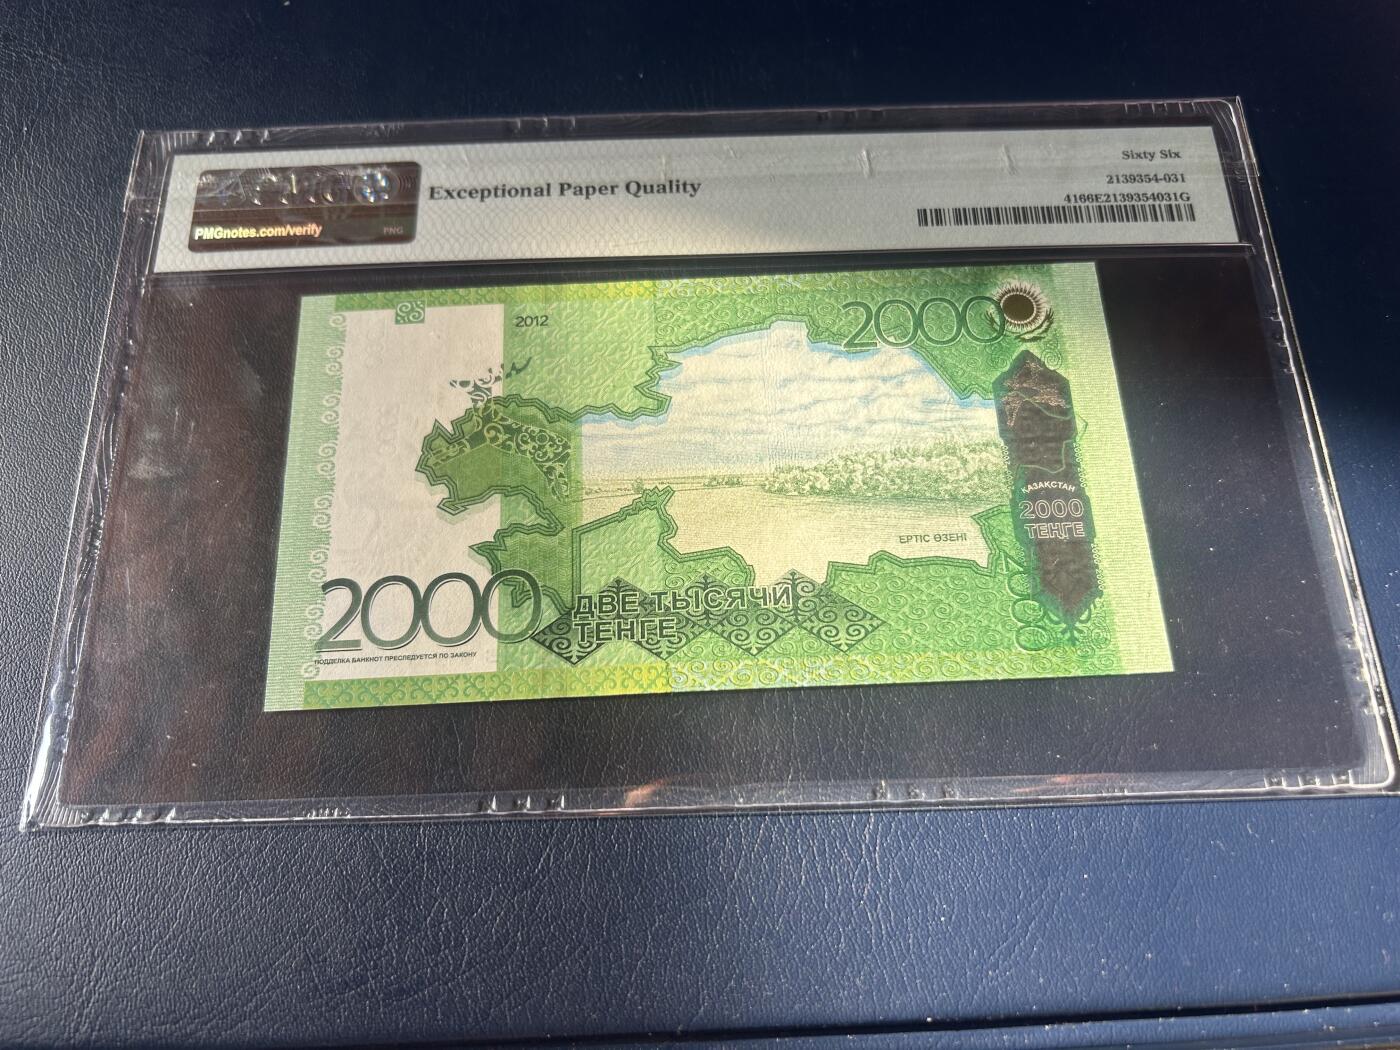 Sixty Six
Exceptional Paper Quality
2139354-031
4166E2139354031G
PMGnotes.com/verify
2012
2000
ҚАЗАҚСТАН
2000
ТЕҢГЕ
ЕРТІС ӨЗЕНІ
2000
ДВЕ ТЫСЯЧИ
ТЕНГЕ
ПОДДЕЛКА БАНКНОТ ПРЕСЛЕДУЕТСЯ ПО ЗАКОНУ